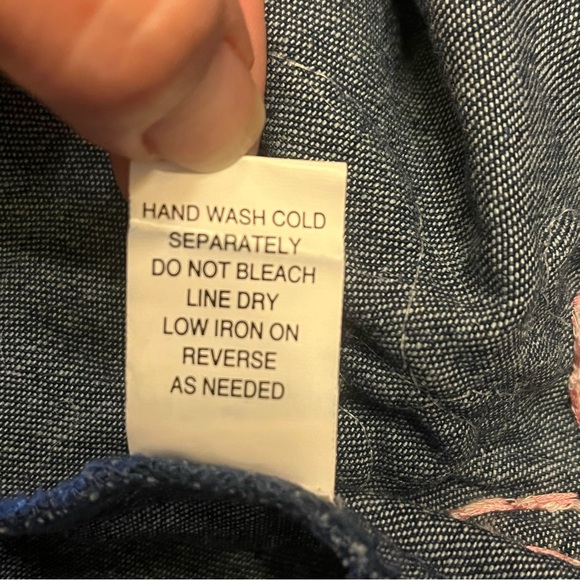 HAND WASH COLD
SEPARATELY
DO NOT BLEACH
LINE DRY
LOW IRON ON
REVERSE
AS NEEDED